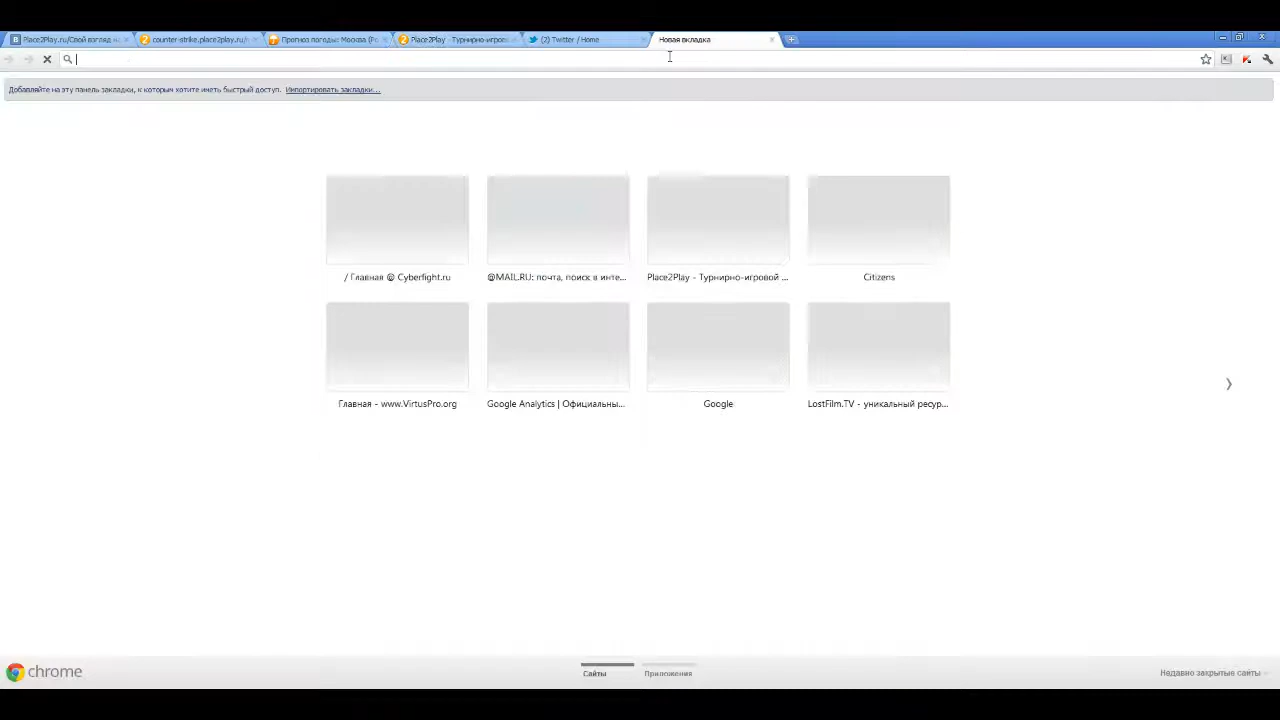 Place2Play.ru/Свой взгляд на
counter-strike.place2play.ru/
Прогноз погоды: Москва (Ро
Place2Play - Турнирно-игрово
(2) Twitter / Home
Новая вкладка
Добавляйте на эту панель закладки, к которым хотите иметь быстрый доступ. Импортировать закладки...
/ Главная @ Cyberfight.ru
@MAIL.RU: почта, поиск в инте...
Place2Play - Турнирно-игровой ...
Citizens
Главная - www.VirtusPro.org
Google Analytics | Официальны...
Google
LostFilm.TV - уникальный ресур...
chrome
Сайты
Приложения
Недавно закрытые сайты